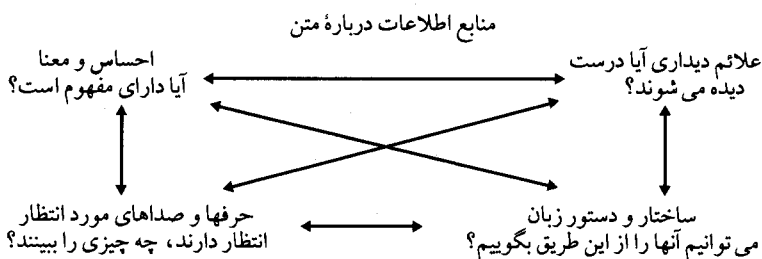 منابع اطلاعات دربارهٔ متن
علائم دیداری آیا درست
دیده می شوند؟
احساس و معنا
آیا دارای مفهوم است؟
ساختار و دستور زبان
می توانیم آنها را از این طریق بگوییم؟
حرفها و صداهای مورد انتظار
انتظار دارند، چه چیزی را ببینند؟